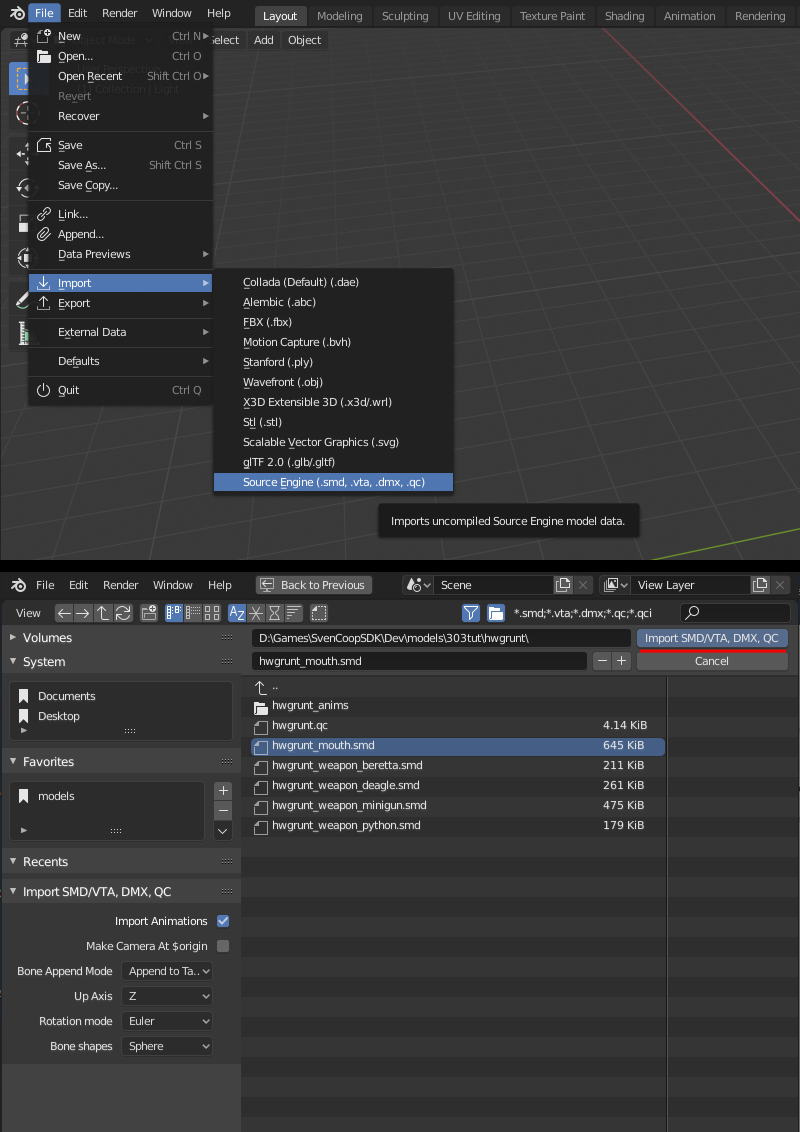 File Edit Render Window Help Layout Modeling Sculpting UV Editing Texture Paint Shading Animation Rendering
Select Add Object
New Ctrl N
Open... Ctrl O
Open Recent Shift Ctrl O
Revert
(1) Collection | Light
Recover
Save Ctrl S
Save As... Shift Ctrl S
Save Copy...
Link...
Append...
Data Previews
Import
Export
External Data
Defaults
Quit Ctrl Q
Collada (Default) (.dae)
Alembic (.abc)
FBX (.fbx)
Motion Capture (.bvh)
Stanford (.ply)
Wavefront (.obj)
X3D Extensible 3D (.x3d/.wrl)
Stl (.stl)
Scalable Vector Graphics (.svg)
glTF 2.0 (.glb/.gltf)
Source Engine (.smd, .vta, .dmx, .qc)
Imports uncompiled Source Engine model data.
File Edit Render Window Help Back to Previous Scene View Layer
View *.smd;*.vta;*.dmx;*.qc;*.qci
Volumes
System
Documents
Desktop
Favorites
models
Recents
Import SMD/VTA, DMX, QC
Import Animations
Make Camera At $origin
Bone Append Mode Append to Ta..
Up Axis Z
Rotation mode Euler
Bone shapes Sphere
D:\Games\SvenCoopSDK\Dev\models\303tut\hwgrunt\ Import SMD/VTA, DMX, QC
hwgrunt_mouth.smd Cancel
..
hwgrunt_anims
hwgrunt.qc 4.14 KiB
hwgrunt_mouth.smd 645 KiB
hwgrunt_weapon_beretta.smd 211 KiB
hwgrunt_weapon_deagle.smd 261 KiB
hwgrunt_weapon_minigun.smd 475 KiB
hwgrunt_weapon_python.smd 179 KiB